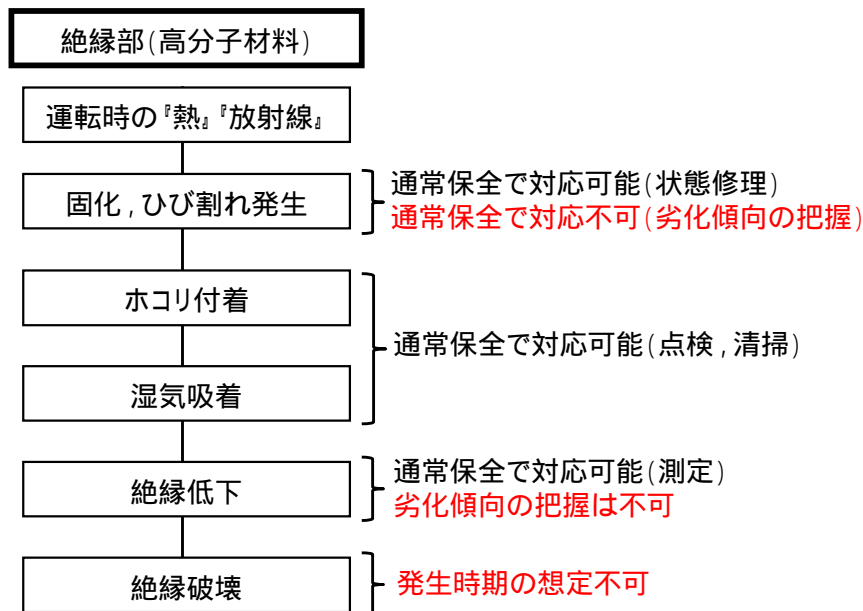 絶縁部(高分子材料)
運転時の『熱』『放射線』
固化,ひび割れ発生
通常保全で対応可能(状態修理)
通常保全で対応不可(劣化傾向の把握)
ホコリ付着
通常保全で対応可能(点検,清掃)
湿気吸着
絶縁低下
通常保全で対応可能(測定)
劣化傾向の把握は不可
絶縁破壊
発生時期の想定不可